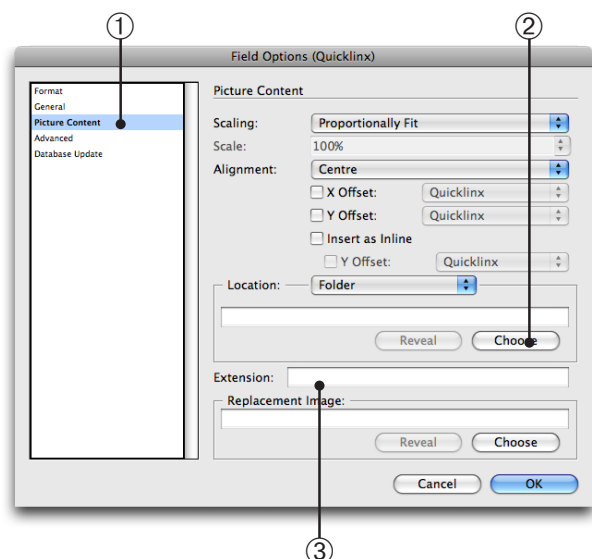 ① ②
Field Options (Quicklinx)
Format
General
Picture Content
Advanced
Database Update
Picture Content
Scaling: Proportionally Fit
Scale: 100%
Alignment: Centre
X Offset: Quicklinx
Y Offset: Quicklinx
Insert as Inline
Y Offset: Quicklinx
Location: Folder
Reveal Choose
Extension:
Replacement Image:
Reveal Choose
Cancel OK
③